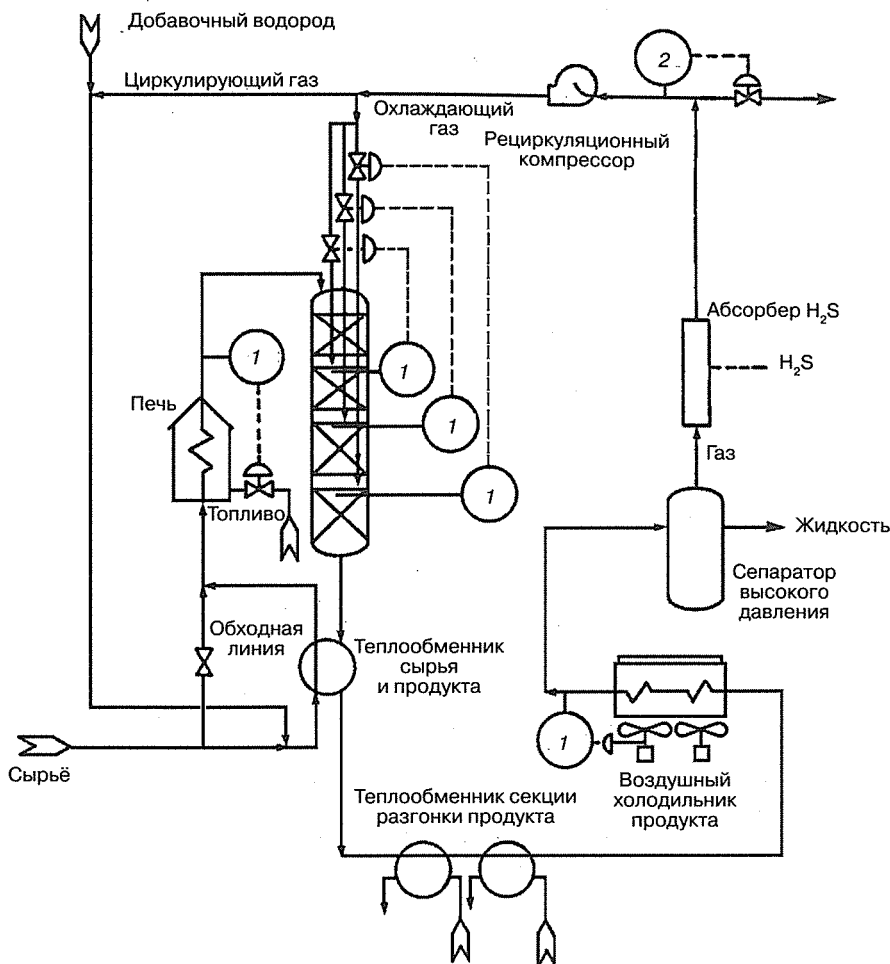 Добавочный водород
Циркулирующий газ
Охлаждающий
газ
Рециркуляционный
компрессор
2
Абсорбер H₂S
H₂S
1
Печь
1
1
Газ
1
Топливо
Жидкость
Сепаратор
высокого
давления
Обходная
линия
Теплообменник
сырья
и продукта
1
Сырьё
Воздушный
холодильник
продукта
Теплообменник секции
разгонки продукта